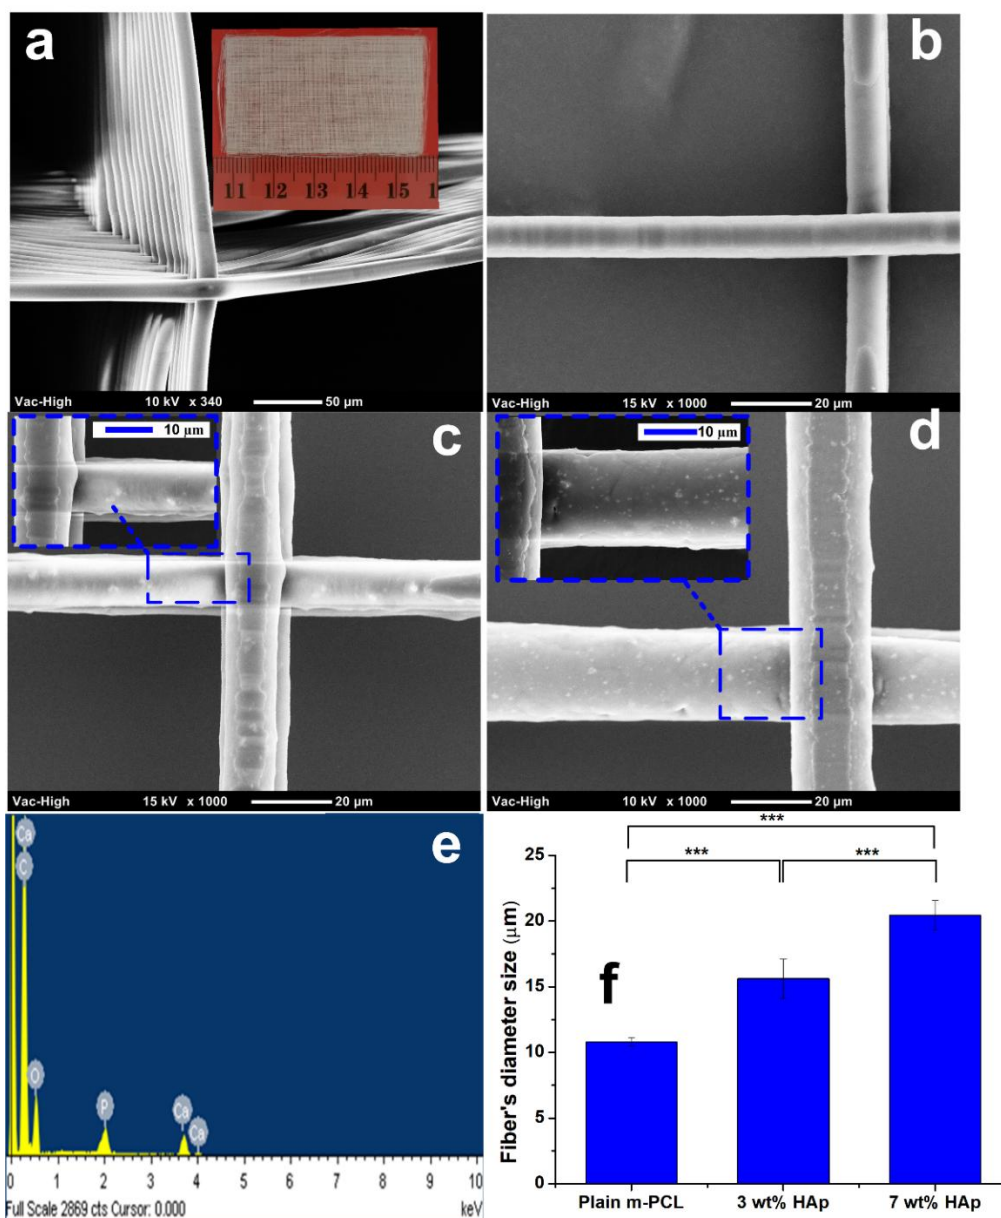 a
11 12 13 14 15 1
Vac-High 10 kV x 340 50 µm
b
Vac-High 15 kV x 1000 20 µm
c
10 µm
Vac-High 15 kV x 1000 20 µm
d
10 µm
Vac-High 10 kV x 1000 20 µm
e
Ca
C
O
P
Ca
Ca
0 1 2 3 4 5 6 7 8 9 10
Full Scale 2869 cts Cursor: 0.000 keV
f
***
*** ***
Fiber's diameter size (µm)
25
20
15
10
5
0
Plain m-PCL 3 wt% HAp 7 wt% HAp